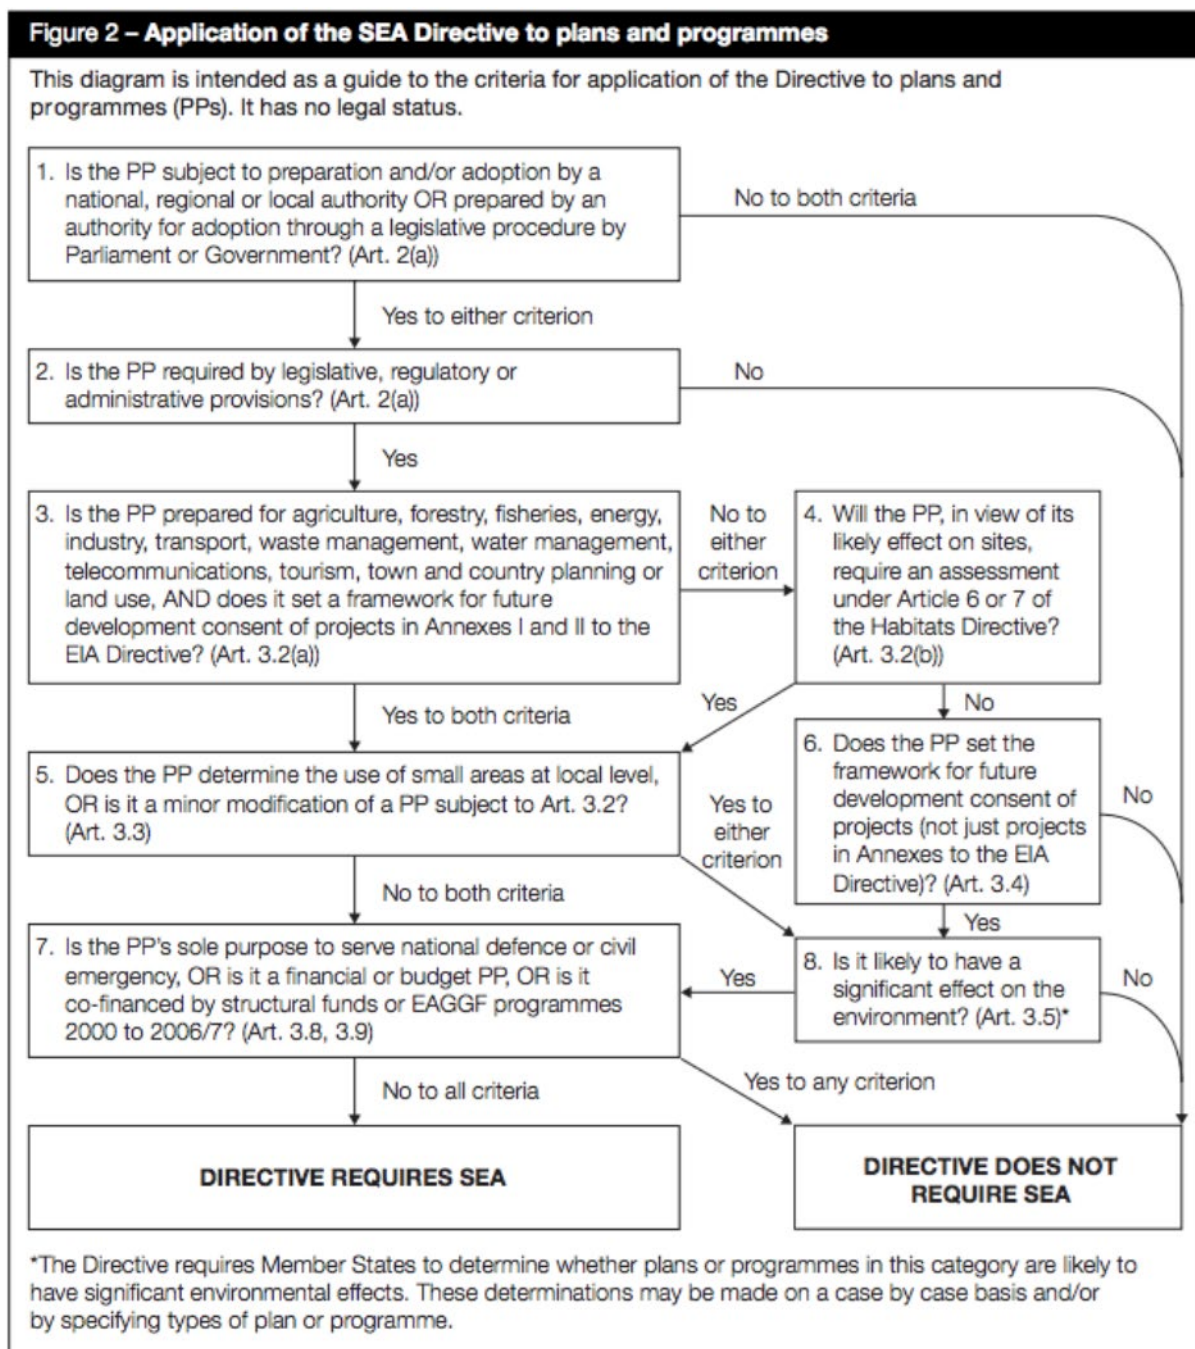 Figure 2 – Application of the SEA Directive to plans and programmes
This diagram is intended as a guide to the criteria for application of the Directive to plans and
programmes (PPs). It has no legal status.
1. Is the PP subject to preparation and/or adoption by a
national, regional or local authority OR prepared by an
authority for adoption through a legislative procedure by
Parliament or Government? (Art. 2(a))
No to both criteria
Yes to either criterion
2. Is the PP required by legislative, regulatory or
administrative provisions? (Art. 2(a))
No
Yes
3. Is the PP prepared for agriculture, forestry, fisheries, energy,
industry, transport, waste management, water management,
telecommunications, tourism, town and country planning or
land use, AND does it set a framework for future
development consent of projects in Annexes I and II to the
EIA Directive? (Art. 3.2(a))
No to
either
criterion
4. Will the PP, in view of its
likely effect on sites,
require an assessment
under Article 6 or 7 of
the Habitats Directive?
(Art. 3.2(b))
Yes to both criteria
Yes
No
5. Does the PP determine the use of small areas at local level,
OR is it a minor modification of a PP subject to Art. 3.2?
(Art. 3.3)
Yes to
either
criterion
6. Does the PP set the
framework for future
development consent of
projects (not just projects
in Annexes to the EIA
Directive)? (Art. 3.4)
No
No to both criteria
Yes
7. Is the PP's sole purpose to serve national defence or civil
emergency, OR is it a financial or budget PP, OR is it
co-financed by structural funds or EAGGF programmes
2000 to 2006/7? (Art. 3.8, 3.9)
Yes
8. Is it likely to have a
significant effect on the
environment? (Art. 3.5)*
No
No to all criteria
Yes to any criterion
DIRECTIVE REQUIRES SEA
DIRECTIVE DOES NOT
REQUIRE SEA
*The Directive requires Member States to determine whether plans or programmes in this category are likely to
have significant environmental effects. These determinations may be made on a case by case basis and/or
by specifying types of plan or programme.